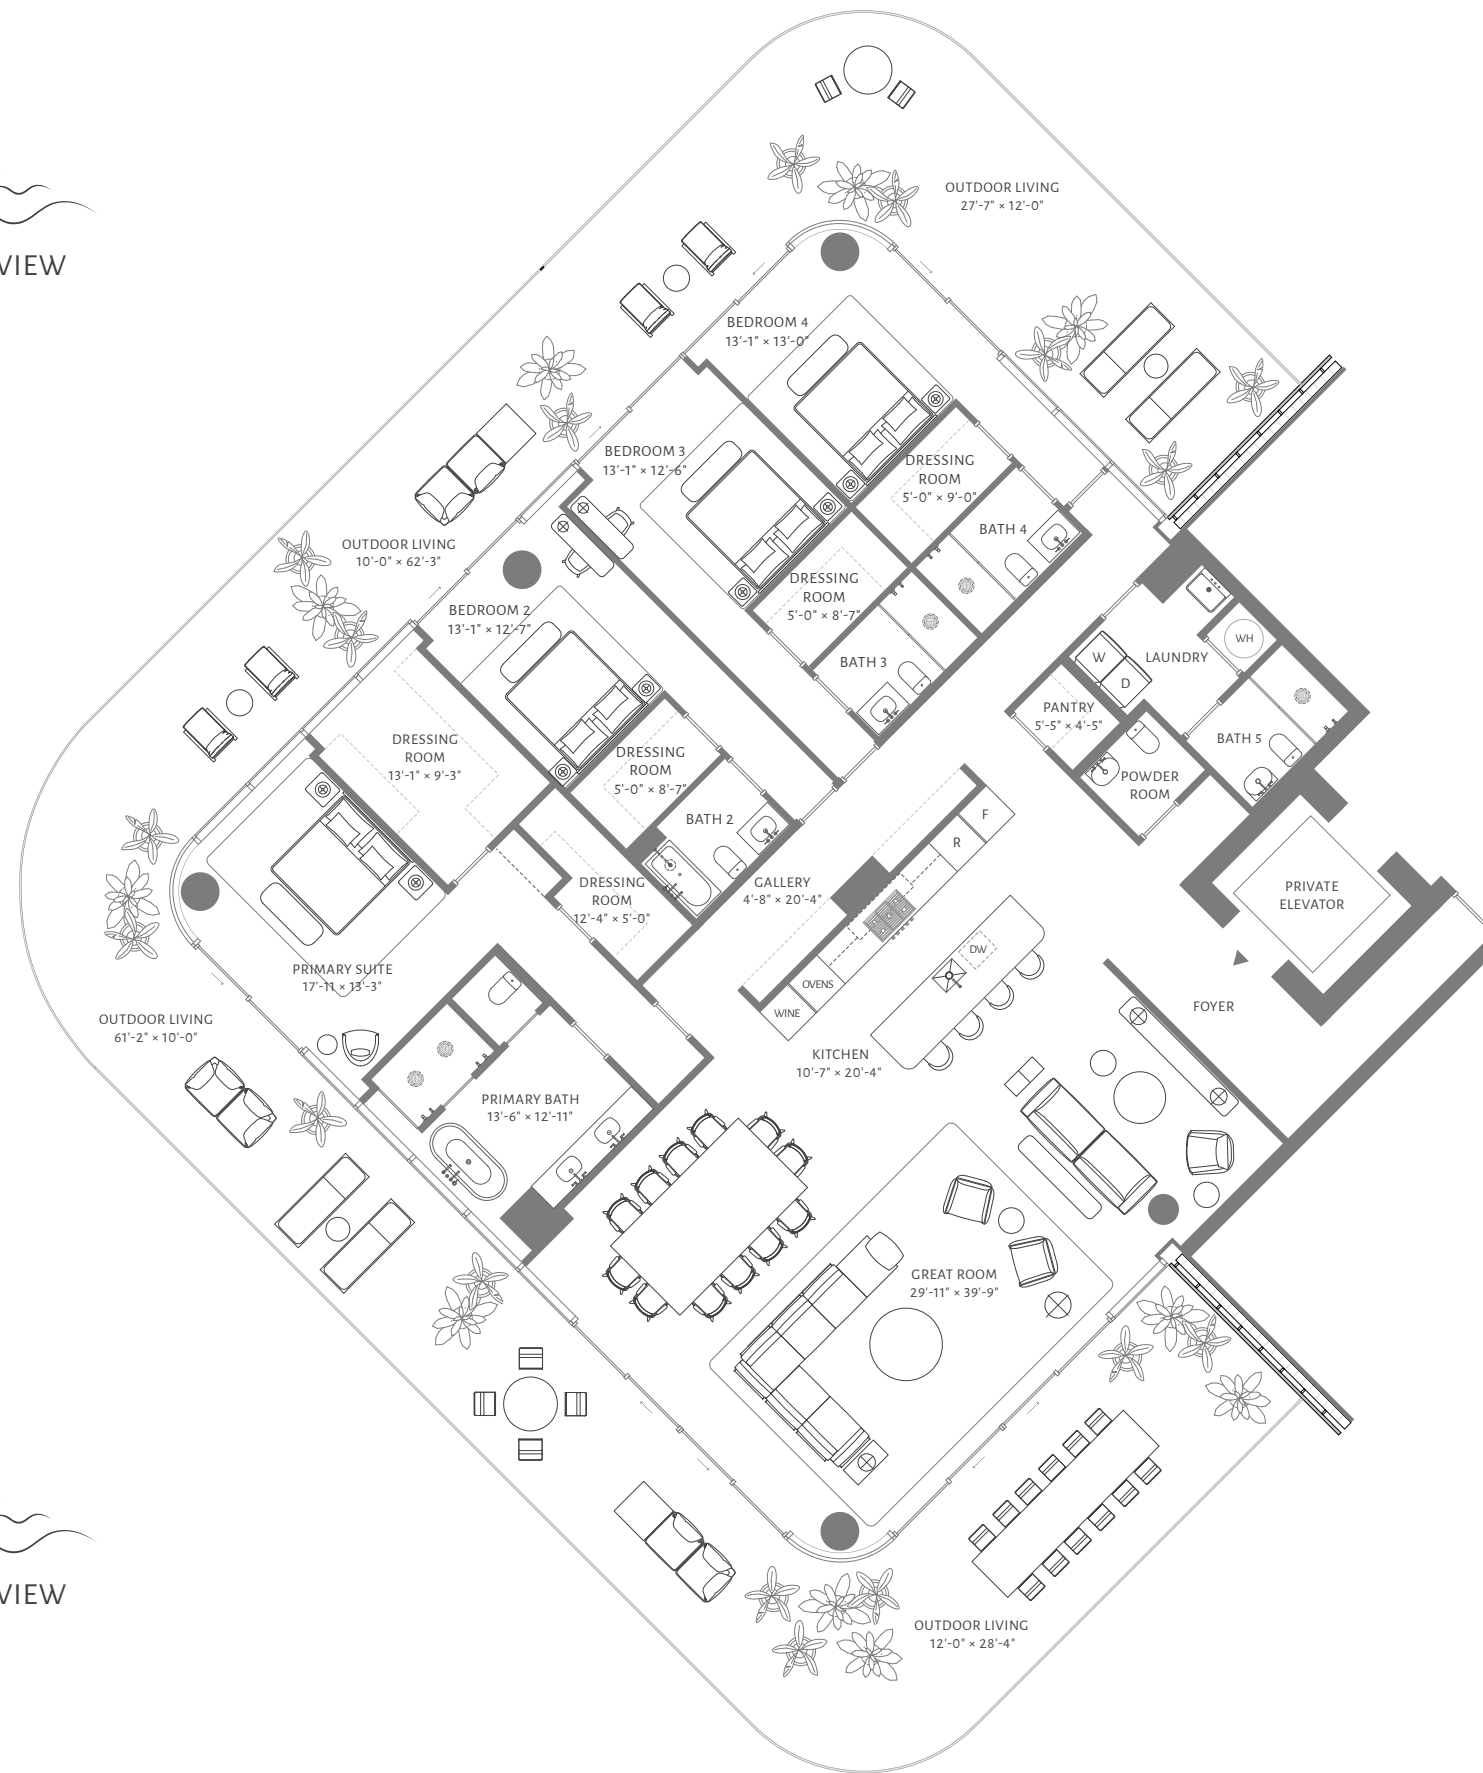 OUTDOOR LIVING
27'-7" × 12'-0"
VIEW
BEDROOM 4
13'-1" × 13'-0"
BEDROOM 3
13'-1" × 12'-6"
DRESSING
ROOM
5'-0" × 9'-0"
BATH 4
OUTDOOR LIVING
10'-0" × 62'-3"
DRESSING
ROOM
5'-0" × 8'-7"
BEDROOM 2
13'-1" × 12'-7"
BATH 3
WH
W
D
LAUNDRY
PANTRY
5'-5" × 4'-5"
BATH 5
POWDER
ROOM
DRESSING
ROOM
13'-1" × 9'-3"
DRESSING
ROOM
5'-0" × 8'-7"
BATH 2
F
R
GALLERY
4'-8" × 20'-4"
DRESSING
ROOM
12'-4" × 5'-0"
PRIVATE
ELEVATOR
DW
OVENS
WINE
PRIMARY SUITE
17'-11 × 13'-3"
FOYER
OUTDOOR LIVING
61'-2" × 10'-0"
KITCHEN
10'-7" × 20'-4"
PRIMARY BATH
13'-6" × 12'-11"
GREAT ROOM
29'-11" × 39'-9"
VIEW
OUTDOOR LIVING
12'-0" × 28'-4"